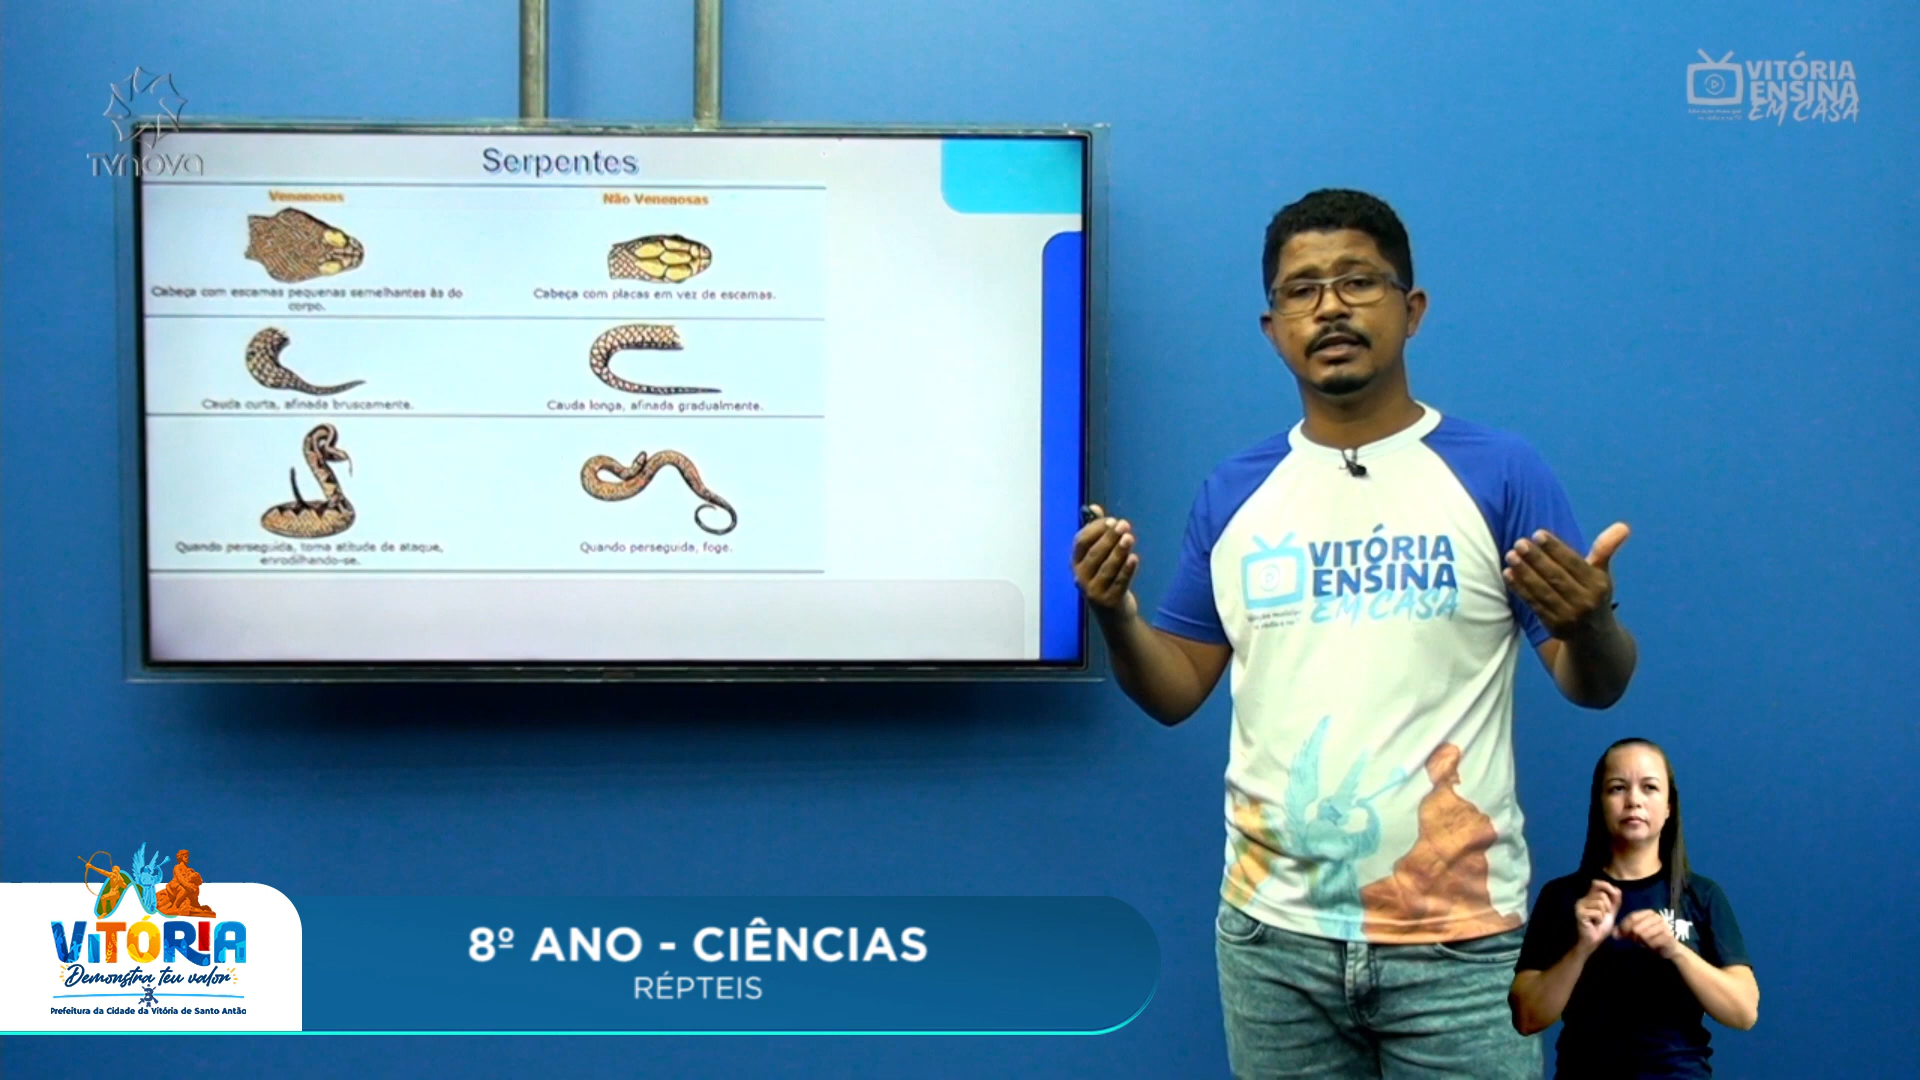 TVNOVA
VITÓRIA
ENSINA
EM CASA
Serpentes
Venenosas
Não Venenosas
Cabeça com escamas pequenas semelhantes às do
corpo.
Cabeça com placas em vez de escamas.
Cauda curta, afinada bruscamente.
Cauda longa, afinada gradualmente.
Quando perseguida, toma atitude de ataque,
enrodilhando-se.
Quando perseguida, foge.
VITÓRIA
ENSINA
EM CASA
VITÓRIA
Demonstra teu valor
Prefeitura da Cidade da Vitória de Santo Antão
8º ANO - CIÊNCIAS
RÉPTEIS